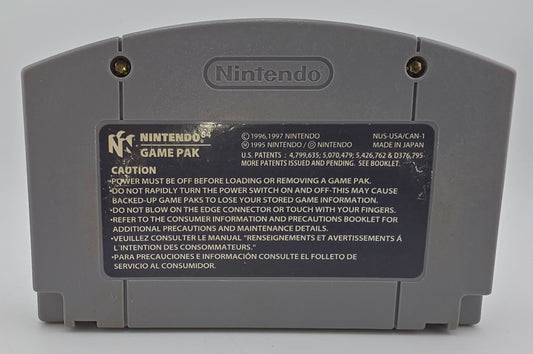 Nintendo
NINTENDO 64
GAME PAK
© 1996,1997 NINTENDO NUS-USA/CAN-1
Ⓜ 1995 NINTENDO / Ⓓ NINTENDO MADE IN JAPAN
U.S. PATENTS : 4,799,635; 5,070,479; 5,426,762 & D376,795
MORE PATENTS ISSUED AND PENDING. SEE BOOKLET.
CAUTION
•POWER MUST BE OFF BEFORE LOADING OR REMOVING A GAME PAK.
•DO NOT RAPIDLY TURN THE POWER SWITCH ON AND OFF-THIS MAY CAUSE
BACKED-UP GAME PAKS TO LOSE YOUR STORED GAME INFORMATION.
•DO NOT BLOW ON THE EDGE CONNECTOR OR TOUCH WITH YOUR FINGERS.
•REFER TO THE CONSUMER INFORMATION AND PRECAUTIONS BOOKLET FOR
ADDITIONAL PRECAUTIONS AND MAINTENANCE DETAILS.
•VEUILLEZ CONSULTER LE MANUAL "RENSEIGNEMENTS ET AVERTISSEMENTS Á
L'INTENTION DES CONSOMMATEURS."
•PARA PRECAUCIONES E INFORMACIÓN CONSULTE EL FOLLETO DE
SERVICIO AL CONSUMIDOR.